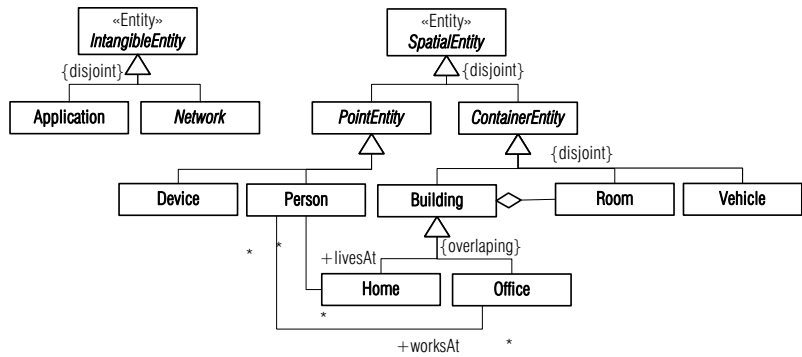 «Entity»
IntangibleEntity
«Entity»
SpatialEntity
{disjoint}
{disjoint}
Application
Network
PointEntity
ContainerEntity
{disjoint}
Device
Person
Building
Room
Vehicle
* *
{overlaping}
+livesAt
Home
Office
*
+worksAt *